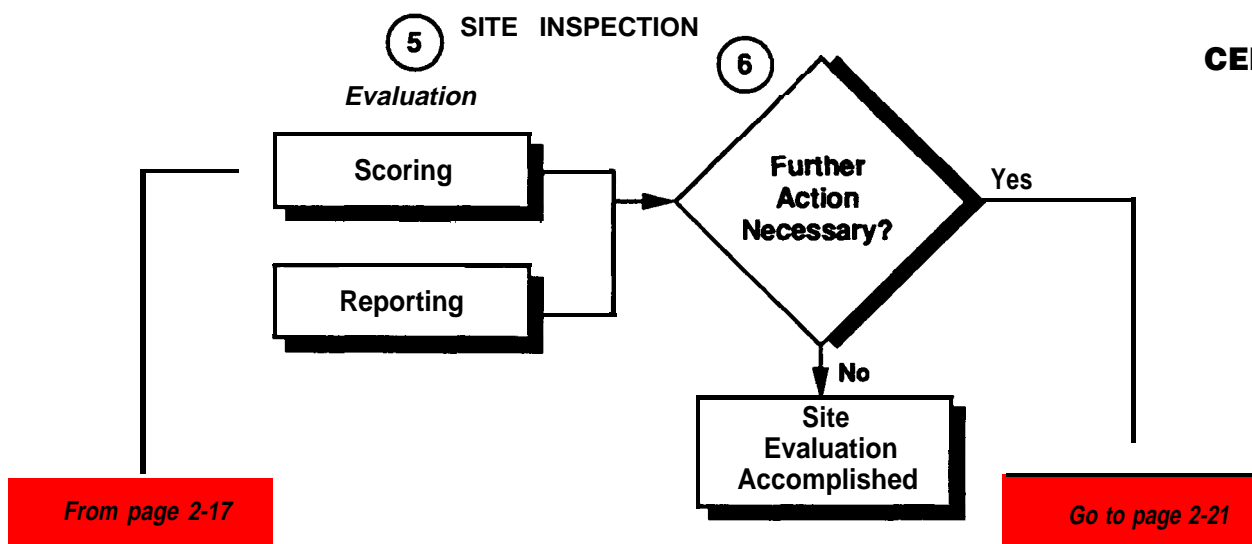 SITE INSPECTION
5
6
Evaluation
Scoring
Reporting
Further
Action
Necessary?
Yes
No
Site
Evaluation
Accomplished
From page 2-17
Go to page 2-21